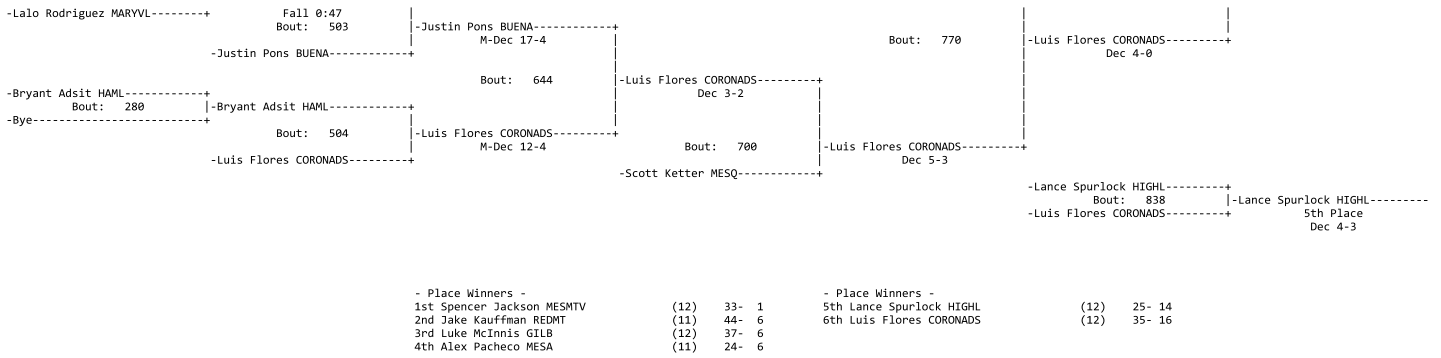 -Lalo Rodriguez MARYVL--------+ Fall 0:47 | | |
Bout: 503 |-Justin Pons BUENA------------+ | |
| M-Dec 17-4 | Bout: 770 |-Luis Flores CORONADS---------+
-Justin Pons BUENA------------+ | | Dec 4-0
| |
Bout: 644 |-Luis Flores CORONADS---------+ |
-Bryant Adsit HAML------------+ | Dec 3-2 | |
Bout: 280 |-Bryant Adsit HAML------------+ | | |
-Bye--------------------------+ | | | |
Bout: 504 |-Luis Flores CORONADS---------+ | |
| M-Dec 12-4 Bout: 700 |-Luis Flores CORONADS---------+
-Luis Flores CORONADS---------+ | Dec 5-3
-Scott Ketter MESQ------------+
-Lance Spurlock HIGHL---------+
Bout: 838 |-Lance Spurlock HIGHL---------
-Luis Flores CORONADS---------+ 5th Place
Dec 4-3
- Place Winners - - Place Winners -
1st Spencer Jackson MESMTV (12) 33- 1 5th Lance Spurlock HIGHL (12) 25- 14
2nd Jake Kauffman REDMT (11) 44- 6 6th Luis Flores CORONADS (12) 35- 16
3rd Luke McInnis GILB (12) 37- 6
4th Alex Pacheco MESA (11) 24- 6